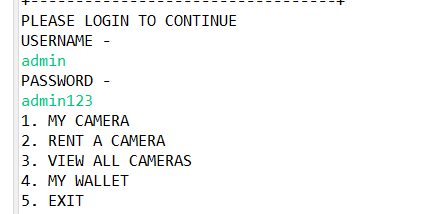 +----------------------------------+
PLEASE LOGIN TO CONTINUE
USERNAME -
admin
PASSWORD -
admin123
1. MY CAMERA
2. RENT A CAMERA
3. VIEW ALL CAMERAS
4. MY WALLET
5. EXIT